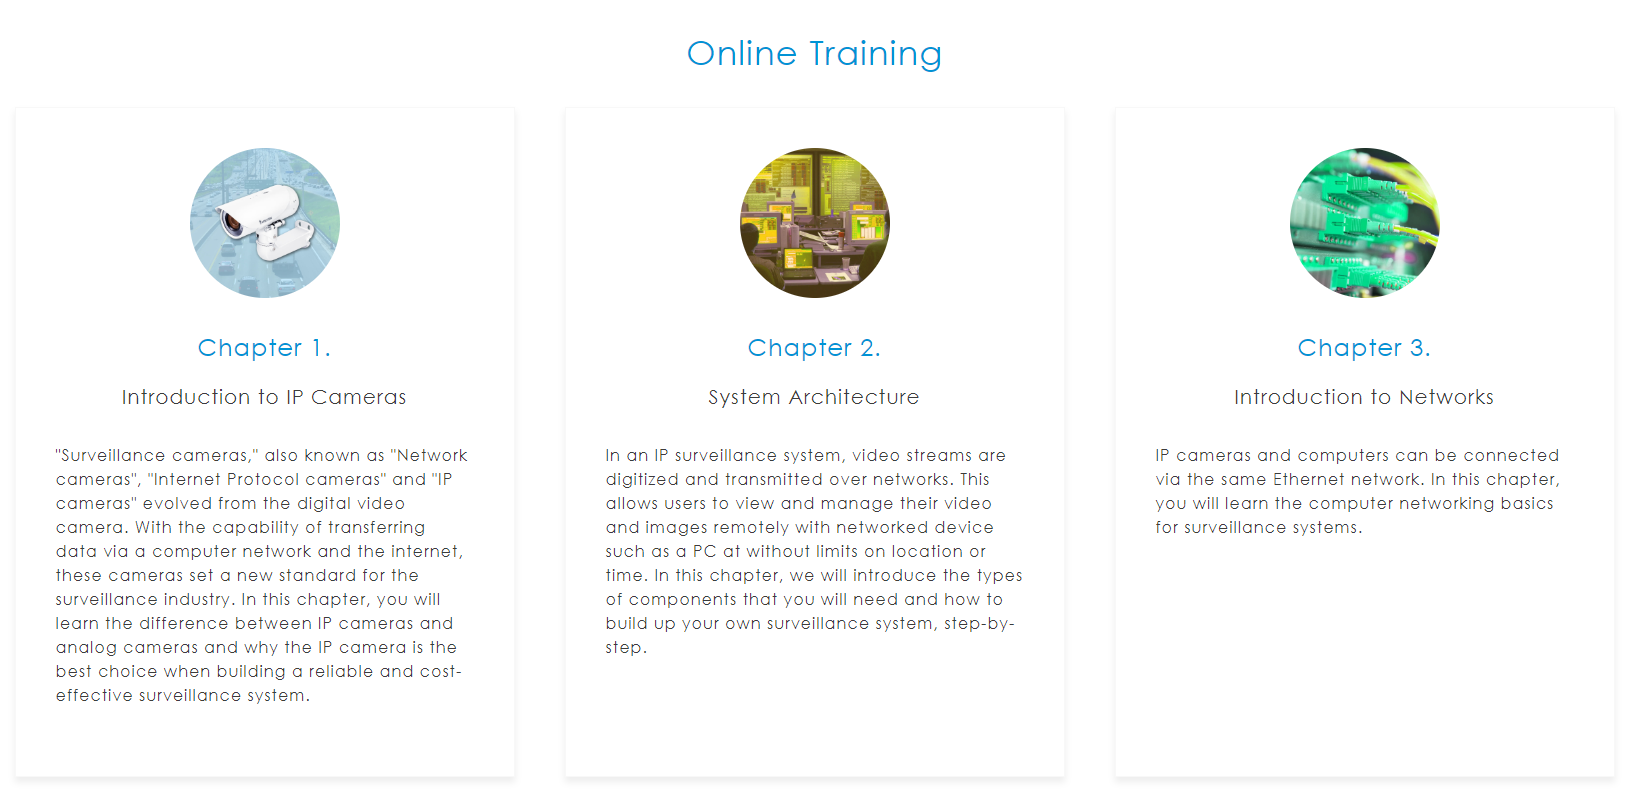 Online Training
Chapter 1.
Introduction to IP Cameras
"Surveillance cameras," also known as "Network
cameras", "Internet Protocol cameras" and "IP
cameras" evolved from the digital video
camera. With the capability of transferring
data via a computer network and the internet,
these cameras set a new standard for the
surveillance industry. In this chapter, you will
learn the difference between IP cameras and
analog cameras and why the IP camera is the
best choice when building a reliable and cost-
effective surveillance system.
Chapter 2.
System Architecture
In an IP surveillance system, video streams are
digitized and transmitted over networks. This
allows users to view and manage their video
and images remotely with networked device
such as a PC at without limits on location or
time. In this chapter, we will introduce the types
of components that you will need and how to
build up your own surveillance system, step-by-
step.
Chapter 3.
Introduction to Networks
IP cameras and computers can be connected
via the same Ethernet network. In this chapter,
you will learn the computer networking basics
for surveillance systems.